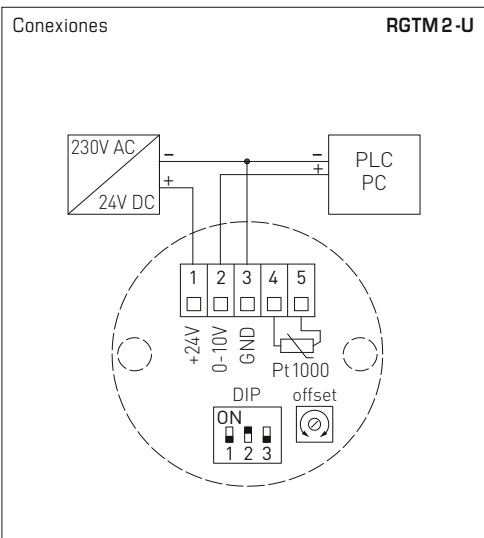 Conexiones RGTM 2-U
230V AC
24V DC
–
+
–
+
PLC
PC
1 2 3 4 5
+24V
0-10V
GND
Pt1000
DIP
offset
ON
1 2 3